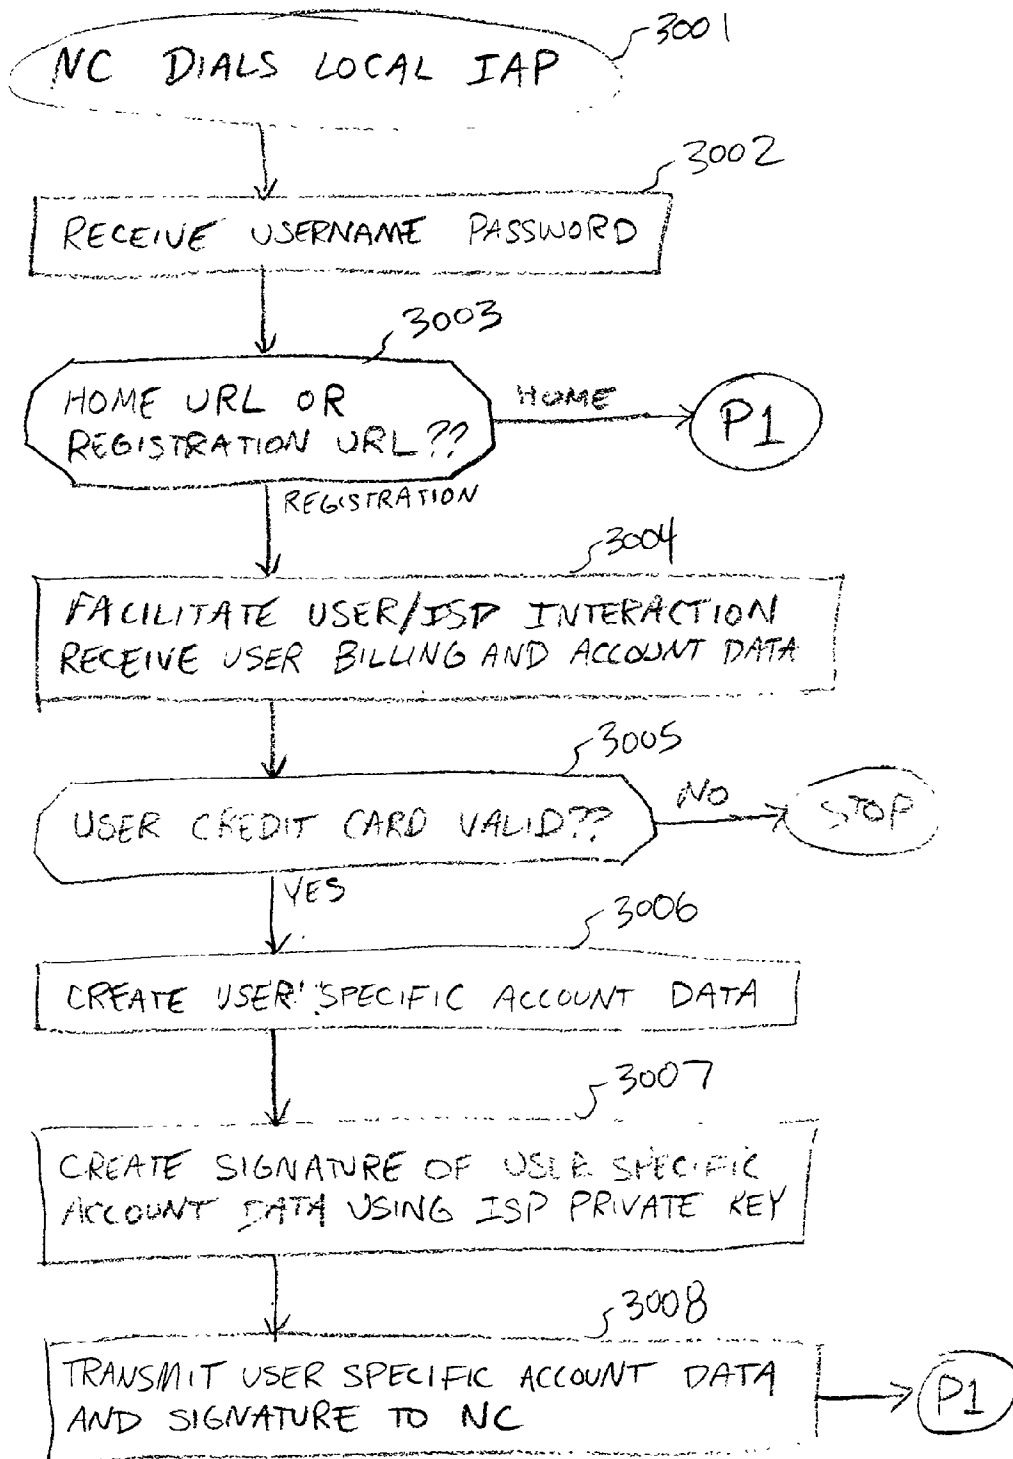 3001
NC DIALS LOCAL IAP
3002
RECEIVE USERNAME PASSWORD
3003
HOME URL OR
REGISTRATION URL??
HOME
P1
REGISTRATION
3004
FACILITATE USER/ISP INTERACTION
RECEIVE USER BILLING AND ACCOUNT DATA
3005
USER CREDIT CARD VALID??
NO
STOP
YES
3006
CREATE USER SPECIFIC ACCOUNT DATA
3007
CREATE SIGNATURE OF USER SPECIFIC
ACCOUNT DATA USING ISP PRIVATE KEY
3008
TRANSMIT USER SPECIFIC ACCOUNT DATA
AND SIGNATURE TO NC
P1